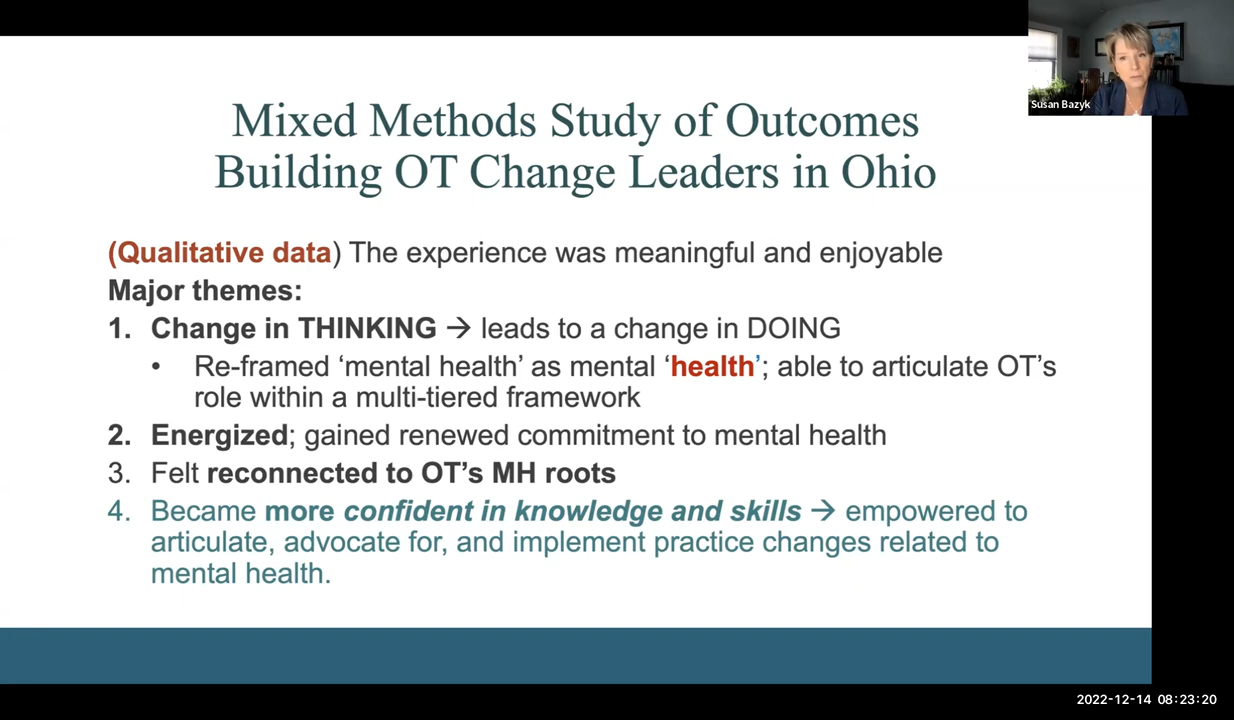 Susan Bazyk
Mixed Methods Study of Outcomes
Building OT Change Leaders in Ohio
(Qualitative data) The experience was meaningful and enjoyable
Major themes:
1. Change in THINKING → leads to a change in DOING
• Re-framed ‘mental health’ as mental ‘health’; able to articulate OT’s
role within a multi-tiered framework
2. Energized; gained renewed commitment to mental health
3. Felt reconnected to OT’s MH roots
4. Became more confident in knowledge and skills → empowered to
articulate, advocate for, and implement practice changes related to
mental health.
2022-12-14 08:23:20